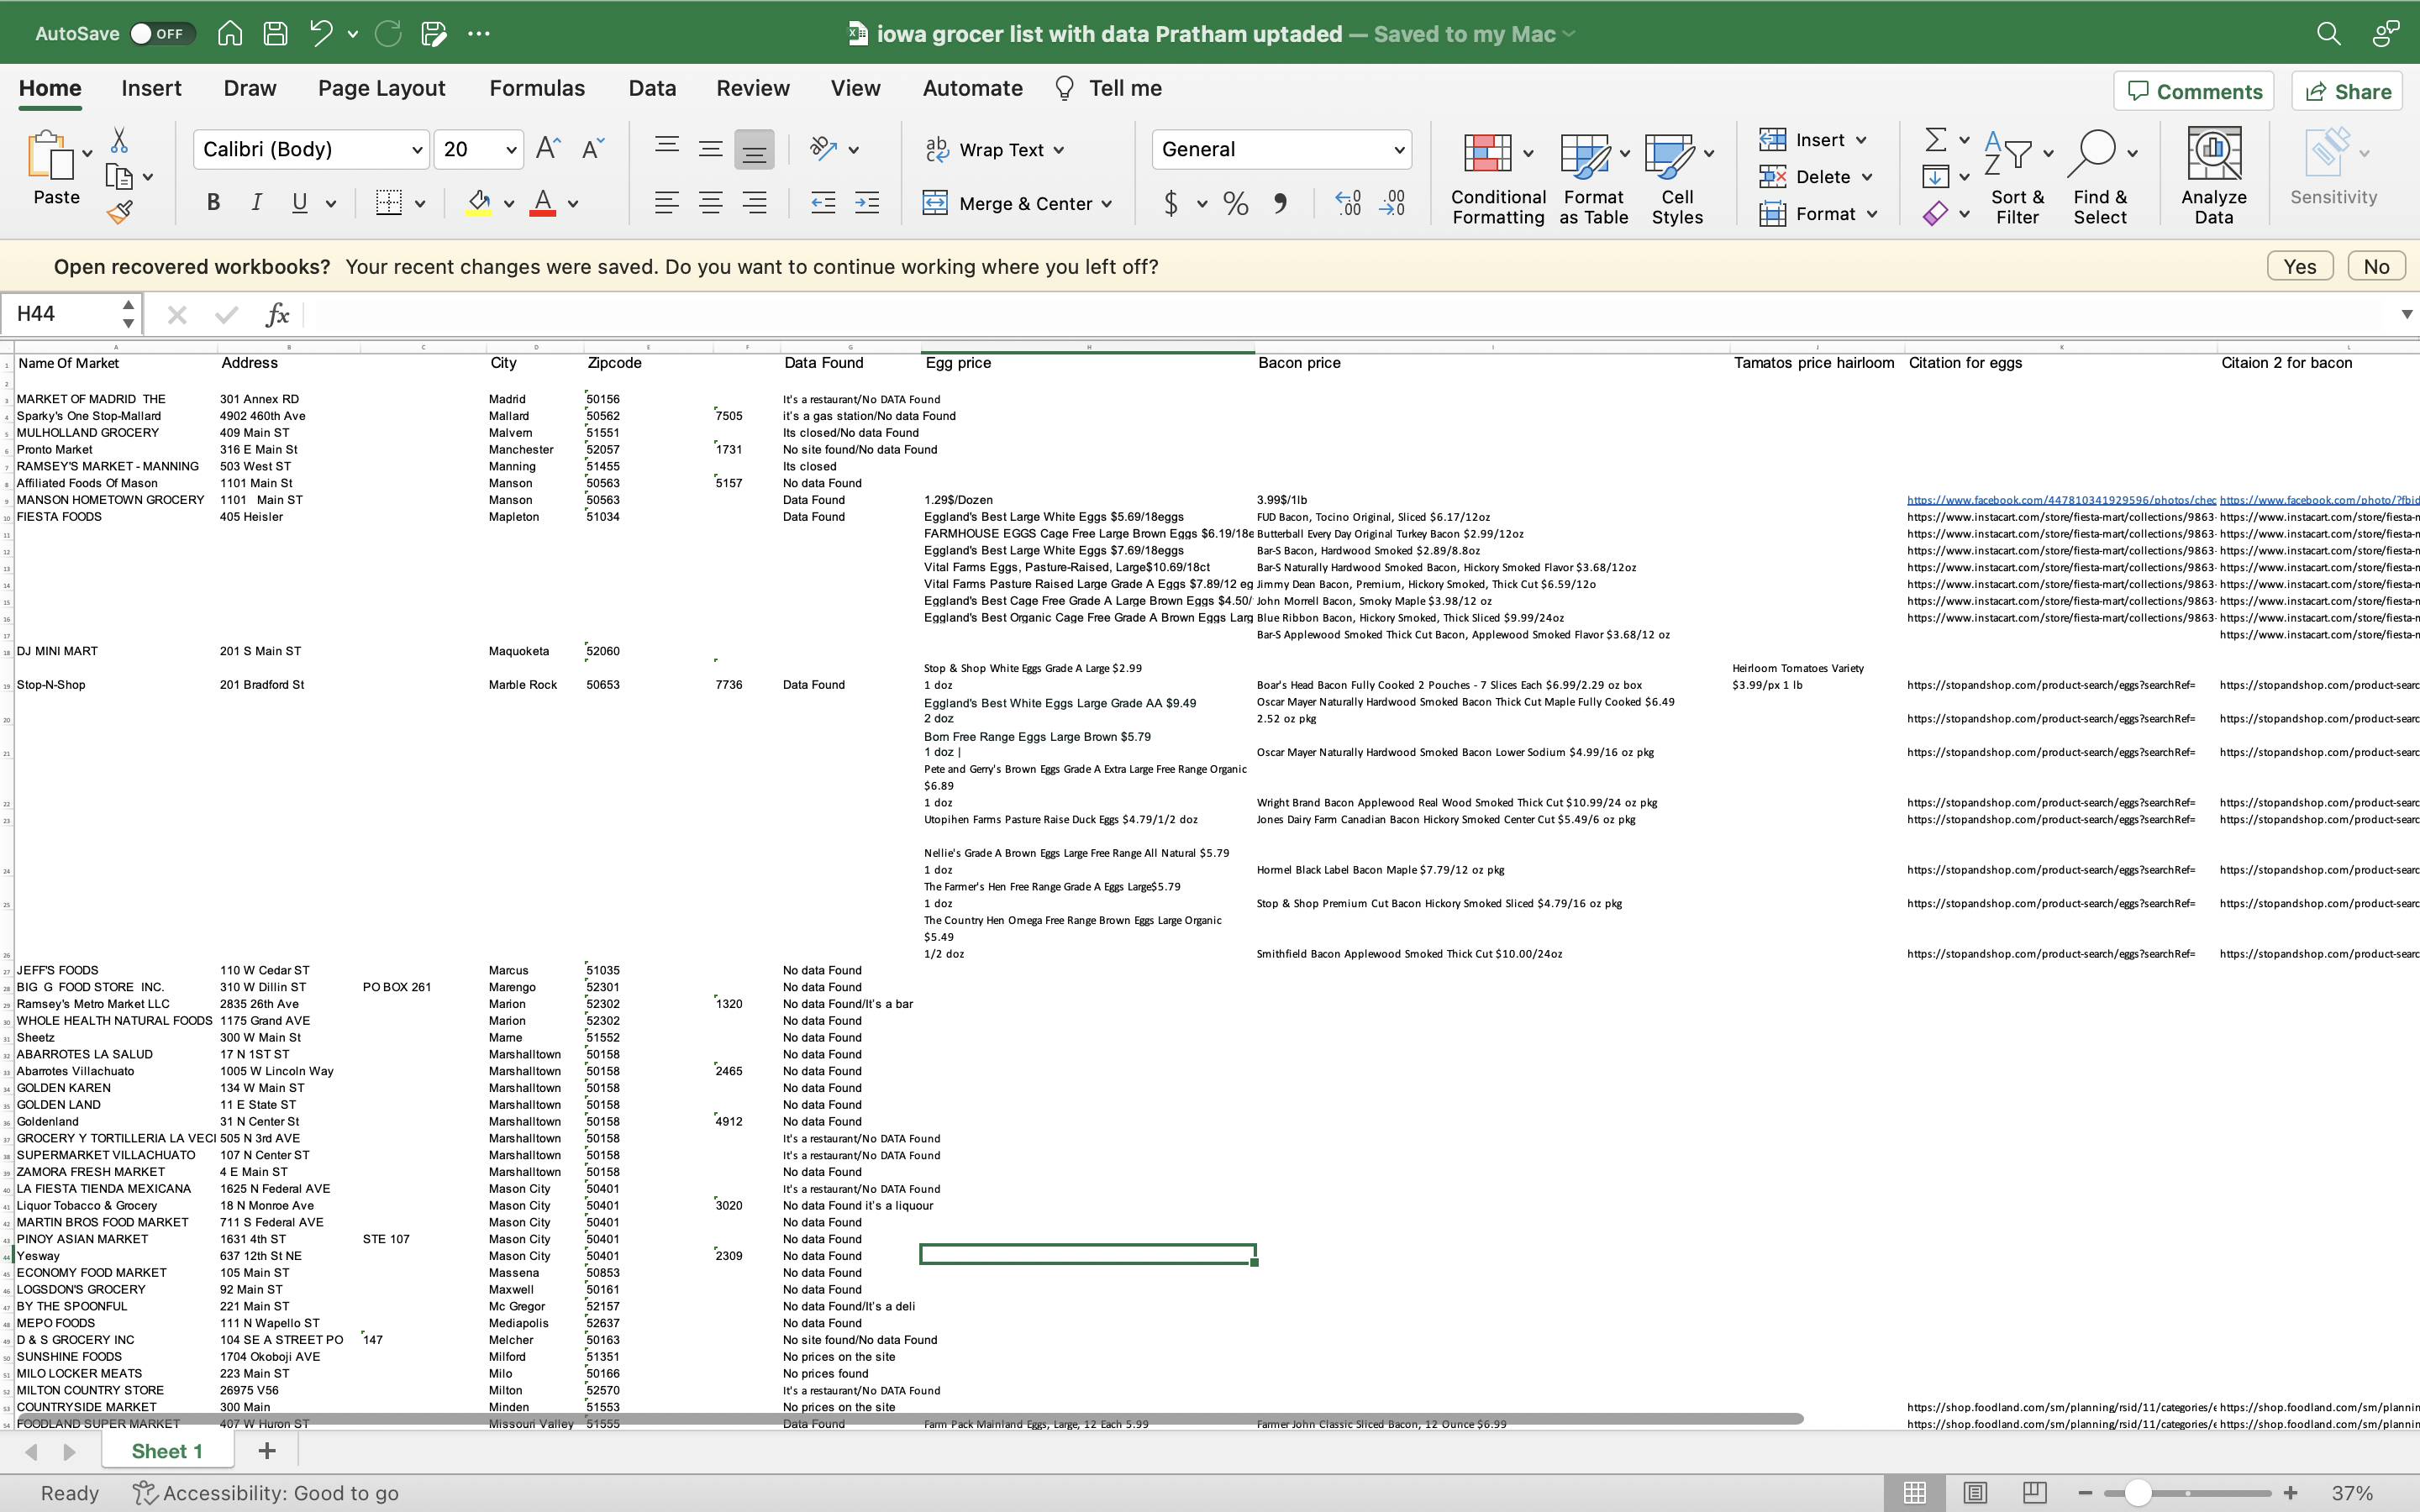 AutoSave OFF
iowa grocer list with data Pratham uptaded — Saved to my Mac
Home Insert Draw Page Layout Formulas Data Review View Automate Tell me Comments Share
Paste Calibri (Body) 20 Wrap Text General Insert Delete Format
B I U Merge & Center $ % Conditional Formatting Format as Table Cell Styles Sort & Filter Find & Select Analyze Data Sensitivity
Open recovered workbooks? Your recent changes were saved. Do you want to continue working where you left off? Yes No
H44 fx
A B C D E F G H I J K L
1 Name Of Market Address City Zipcode Data Found Egg price Bacon price Tamatos price hairloom Citation for eggs Citaion 2 for bacon
2
3 MARKET OF MADRID THE 301 Annex RD Madrid 50156 It's a restaurant/No DATA Found
4 Sparky's One Stop-Mallard 4902 460th Ave Mallard 50562 7505 it's a gas station/No data Found
5 MULHOLLAND GROCERY 409 Main ST Malvern 51551 Its closed/No data Found
6 Pronto Market 316 E Main St Manchester 52057 1731 No site found/No data Found
7 RAMSEY'S MARKET - MANNING 503 West ST Manning 51455 Its closed
8 Affiliated Foods Of Mason 1101 Main St Manson 50563 5157 No data Found
9 MANSON HOMETOWN GROCERY 1101 Main ST Manson 50563 Data Found 1.29$/Dozen 3.99$/1lb https://www.facebook.com/447810341929596/photos/chec https://www.facebook.com/photo/?fbid
10 FIESTA FOODS 405 Heisler Mapleton 51034 Data Found Eggland's Best Large White Eggs $5.69/18eggs FUD Bacon, Tocino Original, Sliced $6.17/12oz https://www.instacart.com/store/fiesta-mart/collections/9863- https://www.instacart.com/store/fiesta-m
11 FARMHOUSE EGGS Cage Free Large Brown Eggs $6.19/18e Butterball Every Day Original Turkey Bacon $2.99/12oz https://www.instacart.com/store/fiesta-mart/collections/9863- https://www.instacart.com/store/fiesta-m
12 Eggland's Best Large White Eggs $7.69/18eggs Bar-S Bacon, Hardwood Smoked $2.89/8.8oz https://www.instacart.com/store/fiesta-mart/collections/9863- https://www.instacart.com/store/fiesta-m
13 Vital Farms Eggs, Pasture-Raised, Large$10.69/18ct Bar-S Naturally Hardwood Smoked Bacon, Hickory Smoked Flavor $3.68/12oz https://www.instacart.com/store/fiesta-mart/collections/9863- https://www.instacart.com/store/fiesta-m
14 Vital Farms Pasture Raised Large Grade A Eggs $7.89/12 eg Jimmy Dean Bacon, Premium, Hickory Smoked, Thick Cut $6.59/12o https://www.instacart.com/store/fiesta-mart/collections/9863- https://www.instacart.com/store/fiesta-m
15 Eggland's Best Cage Free Grade A Large Brown Eggs $4.50/ John Morrell Bacon, Smoky Maple $3.98/12 oz https://www.instacart.com/store/fiesta-mart/collections/9863- https://www.instacart.com/store/fiesta-m
16 Eggland's Best Organic Cage Free Grade A Brown Eggs Larg Blue Ribbon Bacon, Hickory Smoked, Thick Sliced $9.99/24oz https://www.instacart.com/store/fiesta-mart/collections/9863- https://www.instacart.com/store/fiesta-m
17 Bar-S Applewood Smoked Thick Cut Bacon, Applewood Smoked Flavor $3.68/12 oz https://www.instacart.com/store/fiesta-m
18 DJ MINI MART 201 S Main ST Maquoketa 52060
Stop & Shop White Eggs Grade A Large $2.99 Heirloom Tomatoes Variety
19 Stop-N-Shop 201 Bradford St Marble Rock 50653 7736 Data Found 1 doz Boar's Head Bacon Fully Cooked 2 Pouches - 7 Slices Each $6.99/2.29 oz box $3.99/px 1 lb https://stopandshop.com/product-search/eggs?searchRef= https://stopandshop.com/product-searc
Eggland's Best White Eggs Large Grade AA $9.49 Oscar Mayer Naturally Hardwood Smoked Bacon Thick Cut Maple Fully Cooked $6.49
20 2 doz 2.52 oz pkg https://stopandshop.com/product-search/eggs?searchRef= https://stopandshop.com/product-searc
Born Free Range Eggs Large Brown $5.79
21 1 doz | Oscar Mayer Naturally Hardwood Smoked Bacon Lower Sodium $4.99/16 oz pkg https://stopandshop.com/product-search/eggs?searchRef= https://stopandshop.com/product-searc
Pete and Gerry's Brown Eggs Grade A Extra Large Free Range Organic
$6.89
22 1 doz Wright Brand Bacon Applewood Real Wood Smoked Thick Cut $10.99/24 oz pkg https://stopandshop.com/product-search/eggs?searchRef= https://stopandshop.com/product-searc
23 Utopihen Farms Pasture Raise Duck Eggs $4.79/1/2 doz Jones Dairy Farm Canadian Bacon Hickory Smoked Center Cut $5.49/6 oz pkg https://stopandshop.com/product-search/eggs?searchRef= https://stopandshop.com/product-searc
Nellie's Grade A Brown Eggs Large Free Range All Natural $5.79
24 1 doz Hormel Black Label Bacon Maple $7.79/12 oz pkg https://stopandshop.com/product-search/eggs?searchRef= https://stopandshop.com/product-searc
The Farmer's Hen Free Range Grade A Eggs Large$5.79
25 1 doz Stop & Shop Premium Cut Bacon Hickory Smoked Sliced $4.79/16 oz pkg https://stopandshop.com/product-search/eggs?searchRef= https://stopandshop.com/product-searc
The Country Hen Omega Free Range Brown Eggs Large Organic
$5.49
26 1/2 doz Smithfield Bacon Applewood Smoked Thick Cut $10.00/24oz https://stopandshop.com/product-search/eggs?searchRef= https://stopandshop.com/product-searc
27 JEFF'S FOODS 110 W Cedar ST Marcus 51035 No data Found
28 BIG G FOOD STORE INC. 310 W Dillin ST PO BOX 261 Marengo 52301 No data Found
29 Ramsey's Metro Market LLC 2835 26th Ave Marion 52302 1320 No data Found/It's a bar
30 WHOLE HEALTH NATURAL FOODS 1175 Grand AVE Marion 52302 No data Found
31 Sheetz 300 W Main St Marne 51552 No data Found
32 ABARROTES LA SALUD 17 N 1ST ST Marshalltown 50158 No data Found
33 Abarrotes Villachuato 1005 W Lincoln Way Marshalltown 50158 2465 No data Found
34 GOLDEN KAREN 134 W Main ST Marshalltown 50158 No data Found
35 GOLDEN LAND 11 E State ST Marshalltown 50158 No data Found
36 Goldenland 31 N Center St Marshalltown 50158 4912 No data Found
37 GROCERY Y TORTILLERIA LA VECI 505 N 3rd AVE Marshalltown 50158 It's a restaurant/No DATA Found
38 SUPERMARKET VILLACHUATO 107 N Center ST Marshalltown 50158 It's a restaurant/No DATA Found
39 ZAMORA FRESH MARKET 4 E Main ST Marshalltown 50158 No data Found
40 LA FIESTA TIENDA MEXICANA 1625 N Federal AVE Mason City 50401 It's a restaurant/No DATA Found
41 Liquor Tobacco & Grocery 18 N Monroe Ave Mason City 50401 3020 No data Found it's a liquour
42 MARTIN BROS FOOD MARKET 711 S Federal AVE Mason City 50401 No data Found
43 PINOY ASIAN MARKET 1631 4th ST STE 107 Mason City 50401 No data Found
44 Yesway 637 12th St NE Mason City 50401 2309 No data Found
45 ECONOMY FOOD MARKET 105 Main ST Massena 50853 No data Found
46 LOGSDON'S GROCERY 92 Main ST Maxwell 50161 No data Found
47 BY THE SPOONFUL 221 Main ST Mc Gregor 52157 No data Found/It's a deli
48 MEPO FOODS 111 N Wapello ST Mediapolis 52637 No data Found
49 D & S GROCERY INC 104 SE A STREET PO 147 Melcher 50163 No site found/No data Found
50 SUNSHINE FOODS 1704 Okoboji AVE Milford 51351 No prices on the site
51 MILO LOCKER MEATS 223 Main ST Milo 50166 No prices found
52 MILTON COUNTRY STORE 26975 V56 Milton 52570 It's a restaurant/No DATA Found
53 COUNTRYSIDE MARKET 300 Main Minden 51553 No prices on the site https://shop.foodland.com/sm/planning/rsid/11/categories/e https://shop.foodland.com/sm/plannin
54 FOODLAND SUPER MARKET 407 W Huron ST Missouri Valley 51555 Data Found Farm Pack Mainland Eggs, Large, 12 Each 5.99 Farmer John Classic Sliced Bacon, 12 Ounce $6.99 https://shop.foodland.com/sm/planning/rsid/11/categories/e https://shop.foodland.com/sm/plannin
Sheet 1 +
Ready Accessibility: Good to go 37%